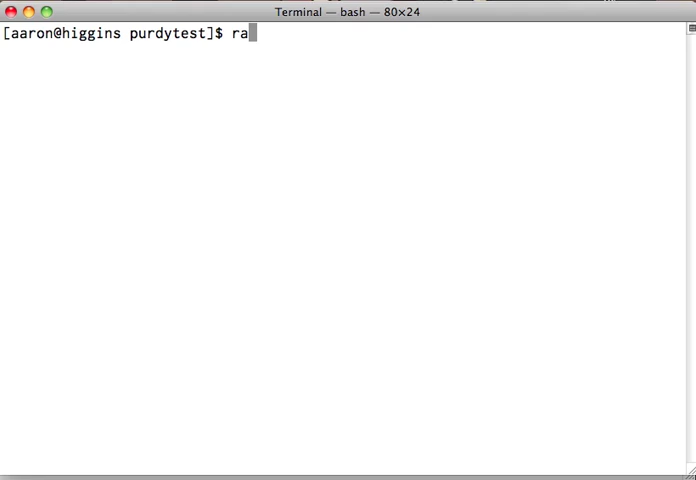 Terminal — bash — 80×24
[aaron@higgins purdytest]$ ra